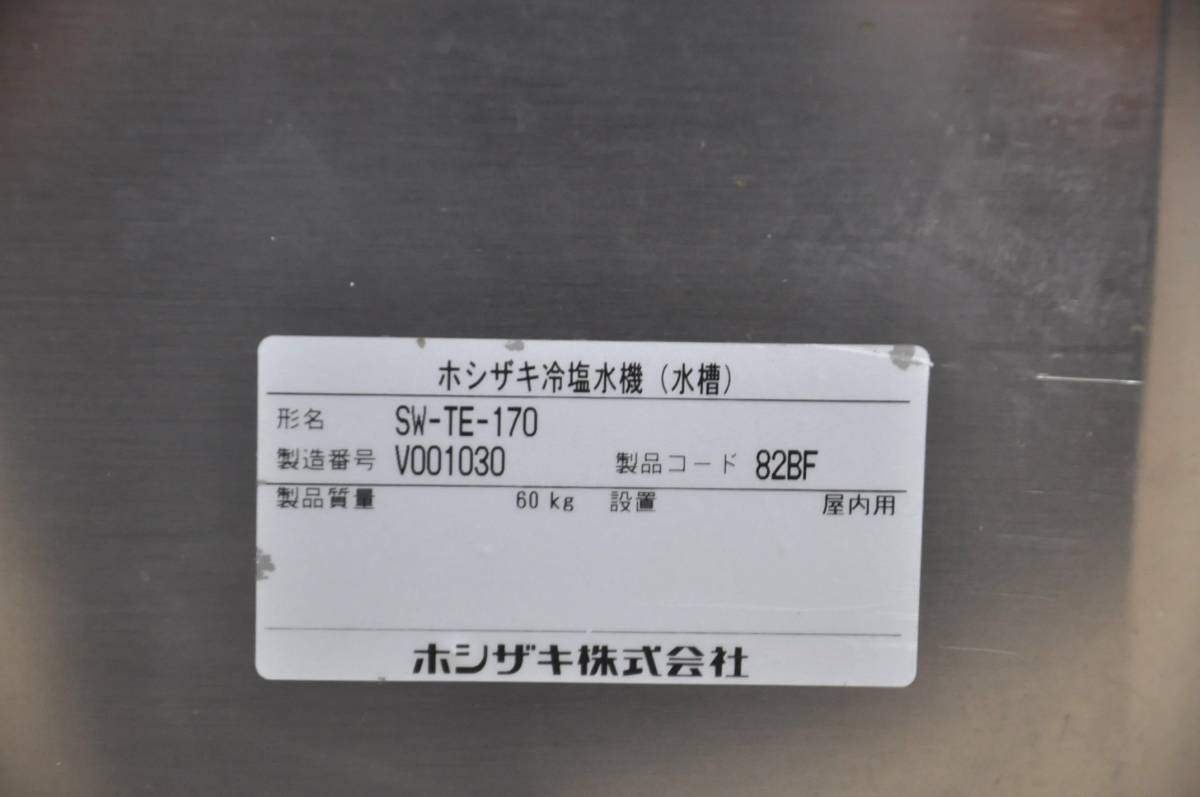 ホシザキ冷塩水機（水槽）
形名 SW-TE-170
製造番号 V001030 製品コード 82BF
製品質量 60 kg 設置 屋内用
ホシザキ株式会社